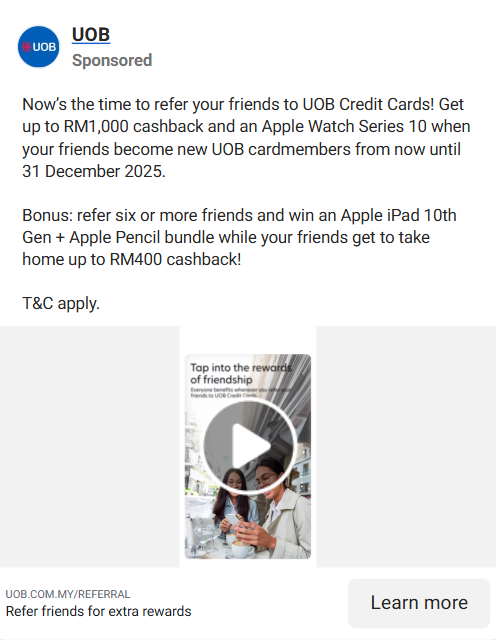 UOB
UOB
Sponsored
Now's the time to refer your friends to UOB Credit Cards! Get
up to RM1,000 cashback and an Apple Watch Series 10 when
your friends become new UOB cardmembers from now until
31 December 2025.
Bonus: refer six or more friends and win an Apple iPad 10th
Gen + Apple Pencil bundle while your friends get to take
home up to RM400 cashback!
T&C apply.
Tap into the rewards
of friendship
Everyone benefits whenever you refer your
friends to UOB Credit Cards.
UOB.COM.MY/REFERRAL
Refer friends for extra rewards
Learn more